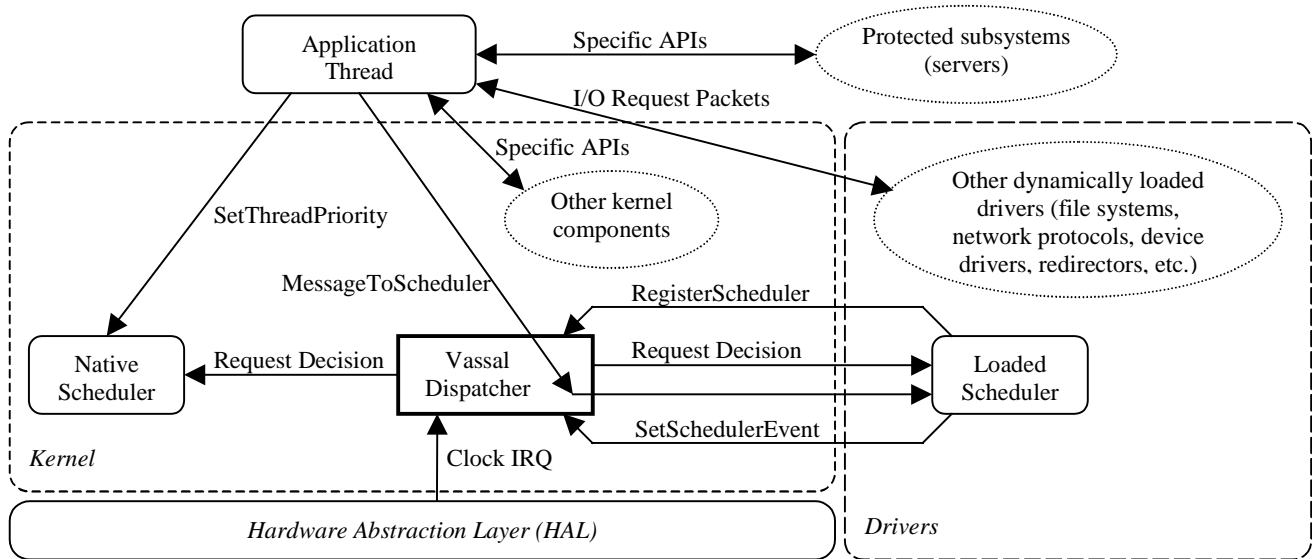 Application
Thread
Specific APIs
Protected subsystems
(servers)
I/O Request Packets
Specific APIs
Other kernel
components
Other dynamically loaded
drivers (file systems,
network protocols, device
drivers, redirectors, etc.)
SetThreadPriority
MessageToScheduler
RegisterScheduler
Native
Scheduler
Request Decision
Vassal
Dispatcher
Request Decision
Loaded
Scheduler
SetSchedulerEvent
Kernel
Clock IRQ
Hardware Abstraction Layer (HAL)
Drivers